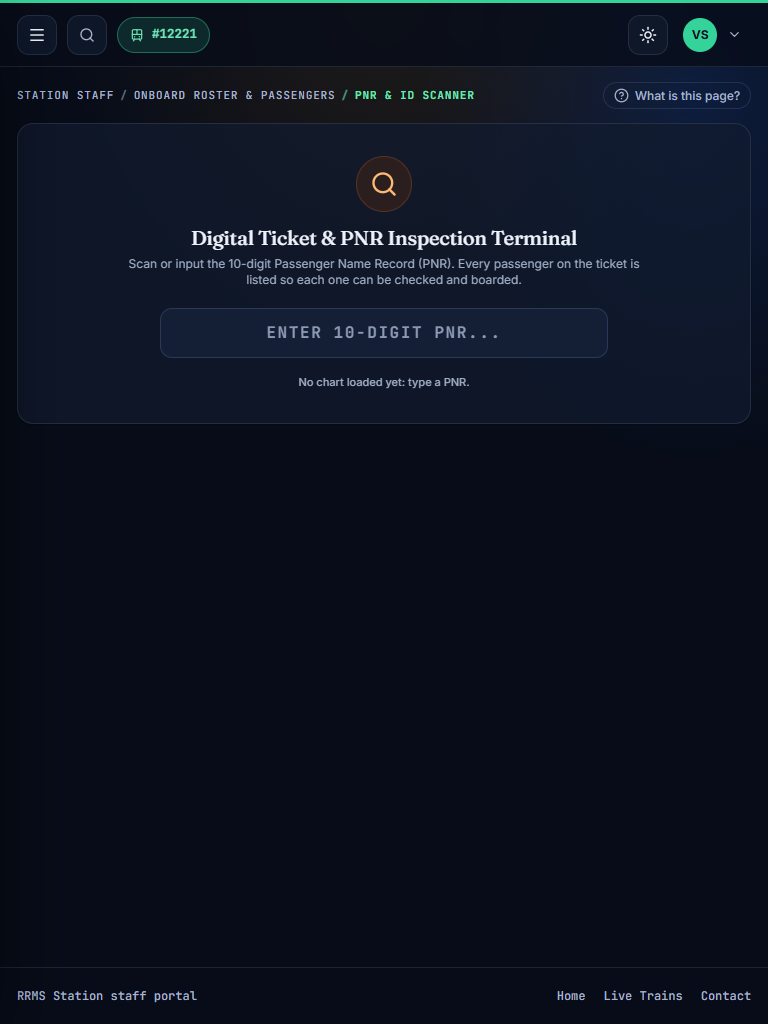 #12221
VS
STATION STAFF / ONBOARD ROSTER & PASSENGERS / PNR & ID SCANNER
What is this page?
Digital Ticket & PNR Inspection Terminal
Scan or input the 10-digit Passenger Name Record (PNR). Every passenger on the ticket is
listed so each one can be checked and boarded.
ENTER 10-DIGIT PNR...
No chart loaded yet: type a PNR.
RRMS Station staff portal
Home Live Trains Contact